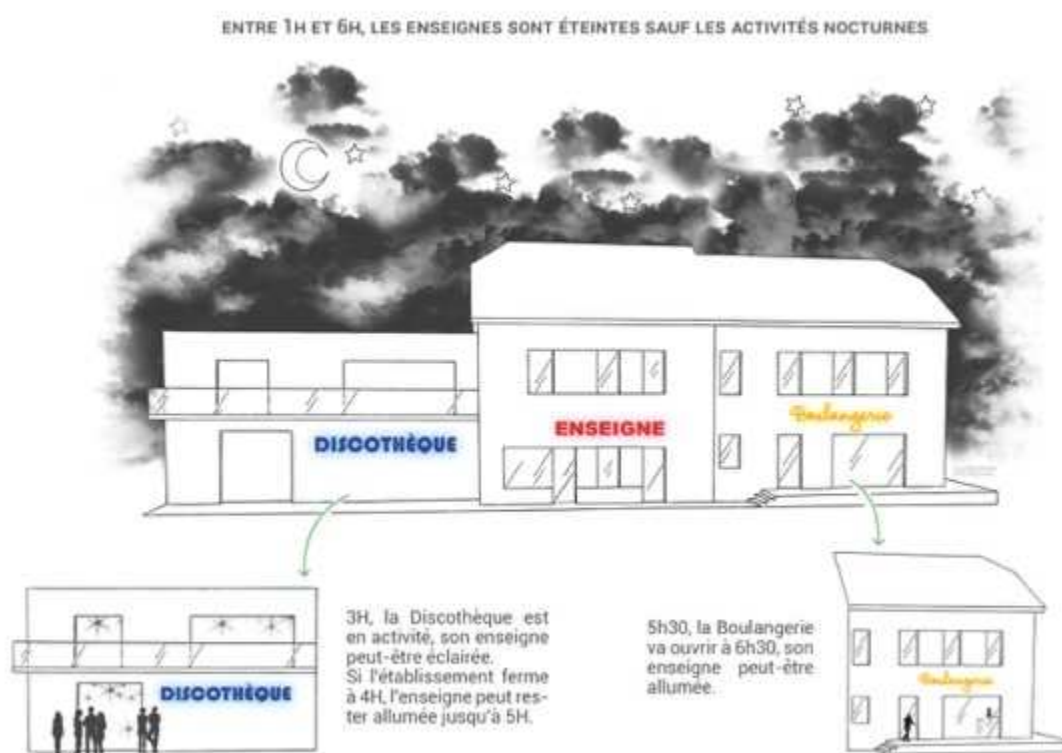 ENTRE 1H ET 6H, LES ENSEIGNES SONT ÉTEINTES SAUF LES ACTIVITÉS NOCTURNES
DISCOTHÈQUE
ENSEIGNE
Boulangerie
DISCOTHÈQUE
3H, la Discothèque est
en activité, son enseigne
peut-être éclairée.
Si l'établissement ferme
à 4H, l'enseigne peut res-
ter allumée jusqu'à 5H.
5h30, la Boulangerie
va ouvrir à 6h30, son
enseigne peut-être
allumée.
Boulangerie